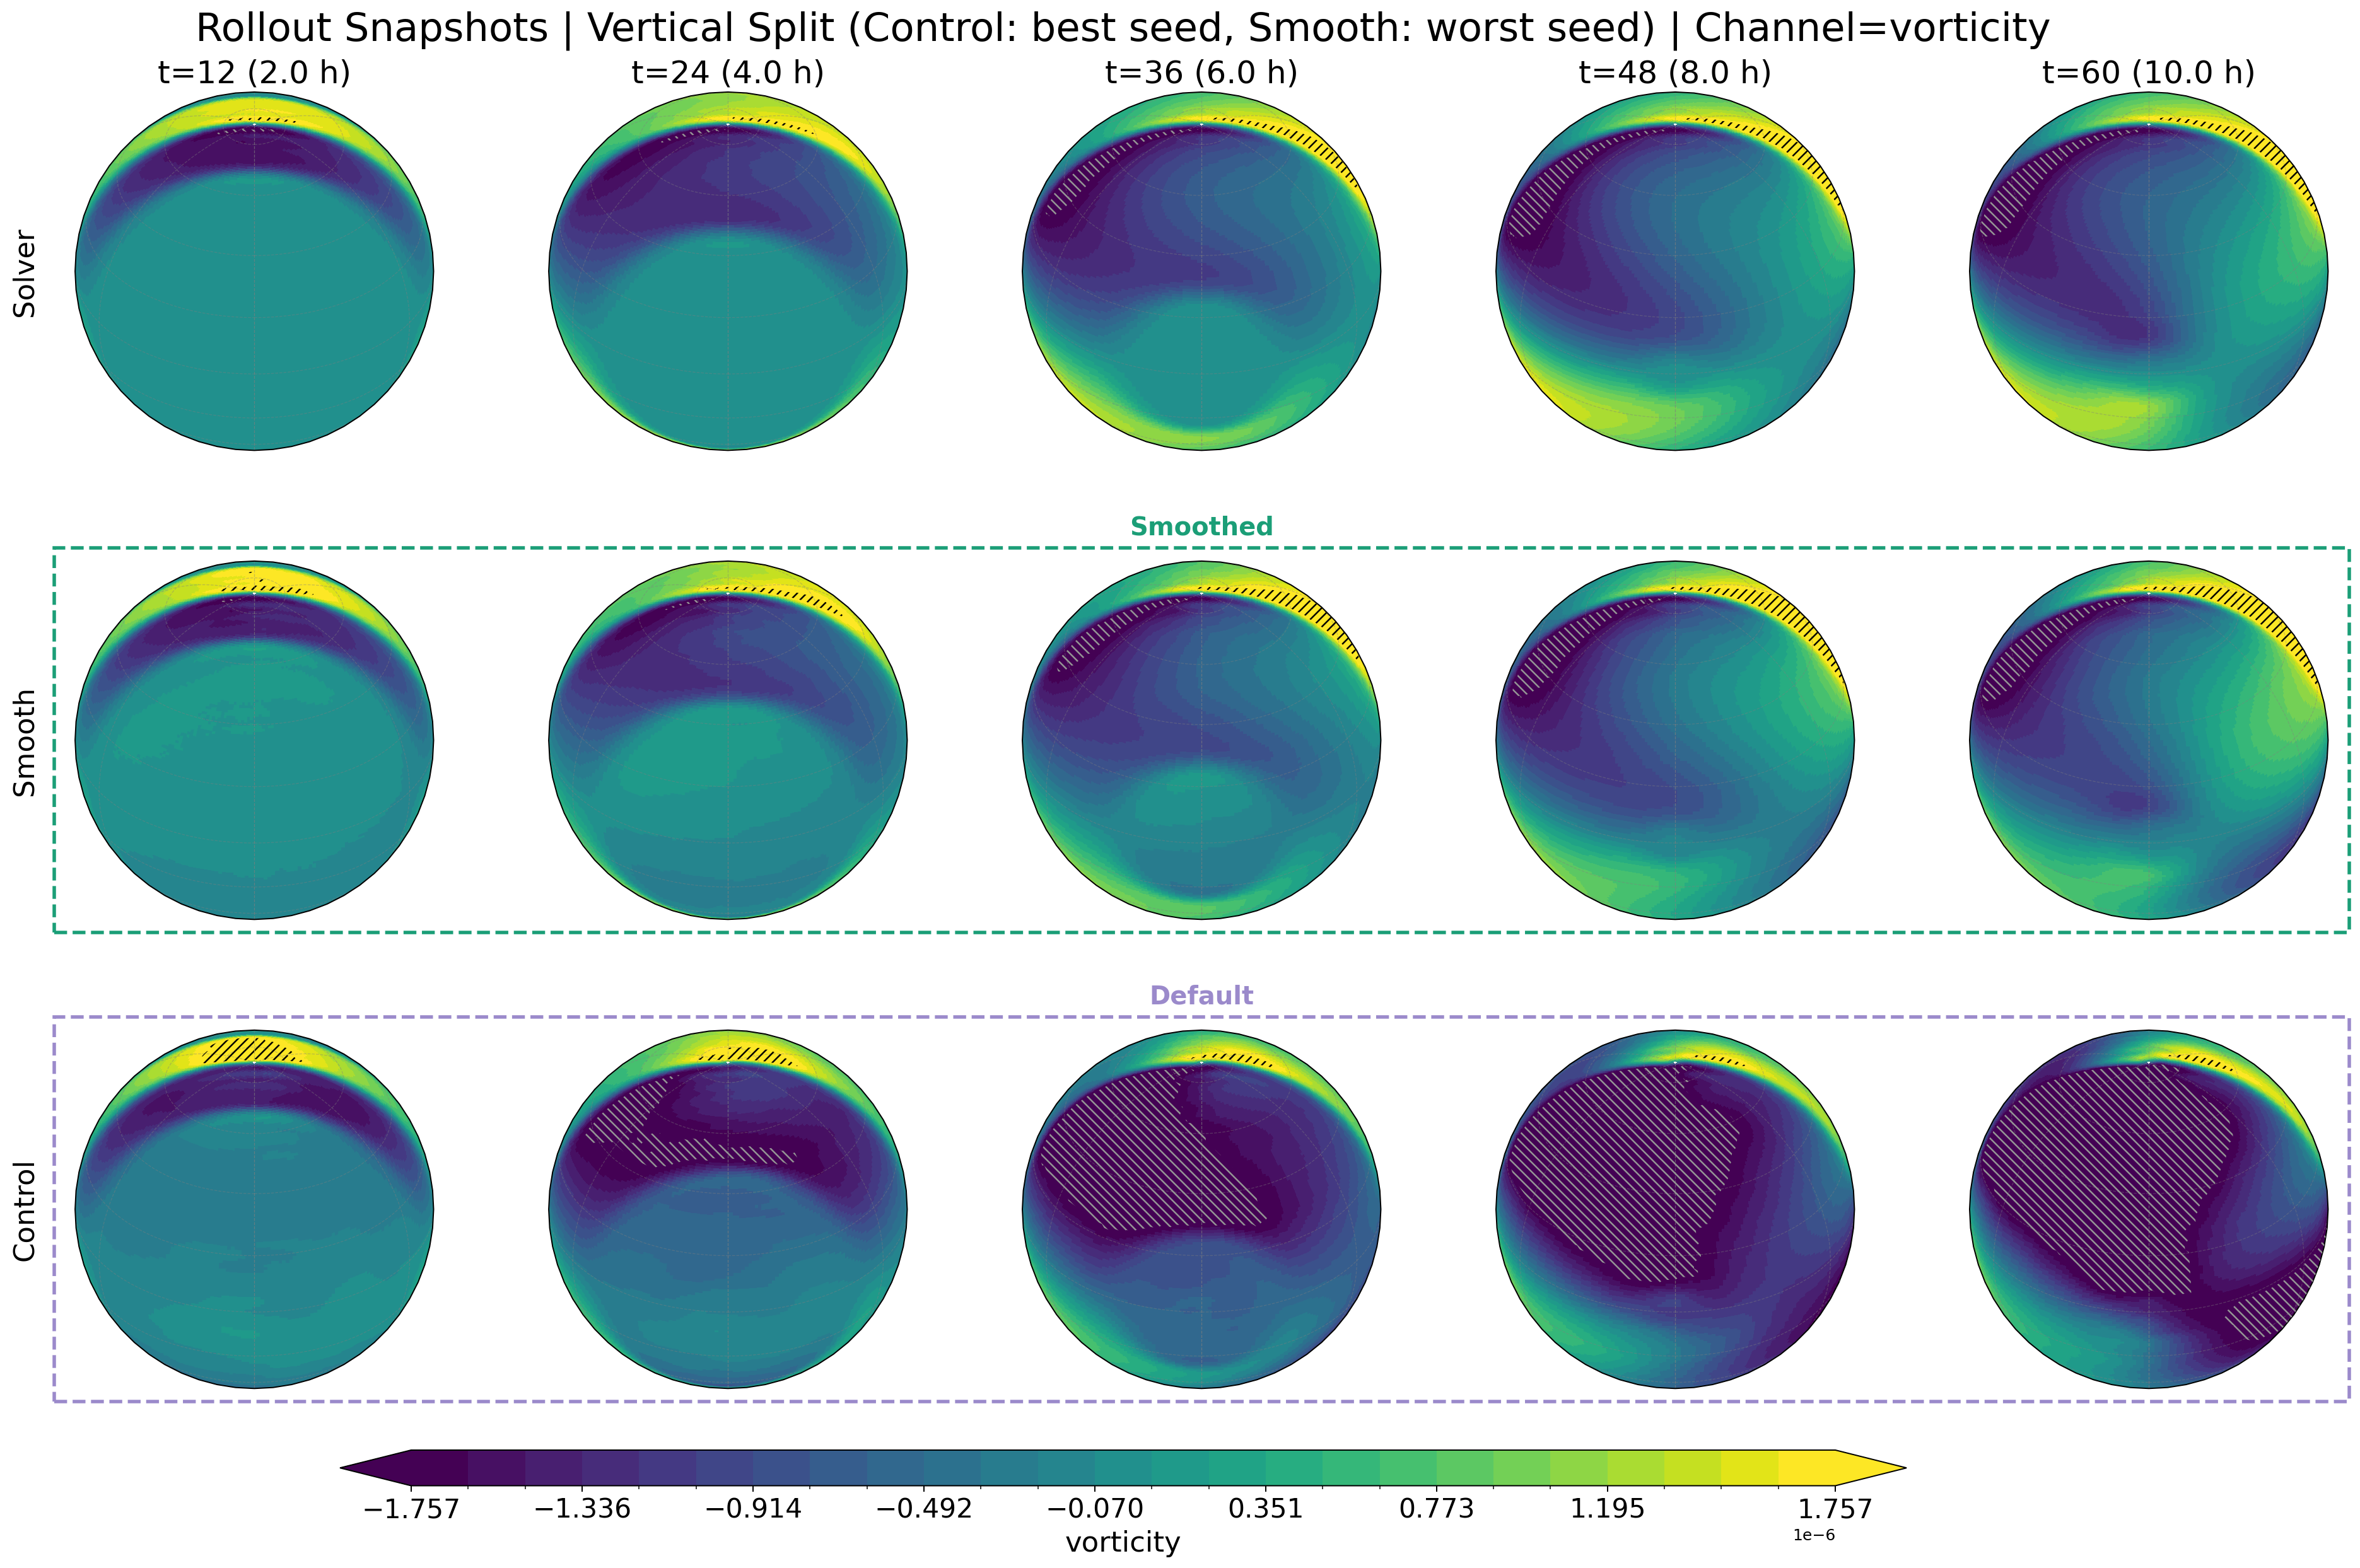 Rollout Snapshots | Vertical Split (Control: best seed, Smooth: worst seed) | Channel=vorticity
t=12 (2.0 h)
t=24 (4.0 h)
t=36 (6.0 h)
t=48 (8.0 h)
t=60 (10.0 h)
Solver
Smoothed
Smooth
Default
Control
−1.757
−1.336
−0.914
−0.492
−0.070
0.351
0.773
1.195
1.757
1e−6
vorticity